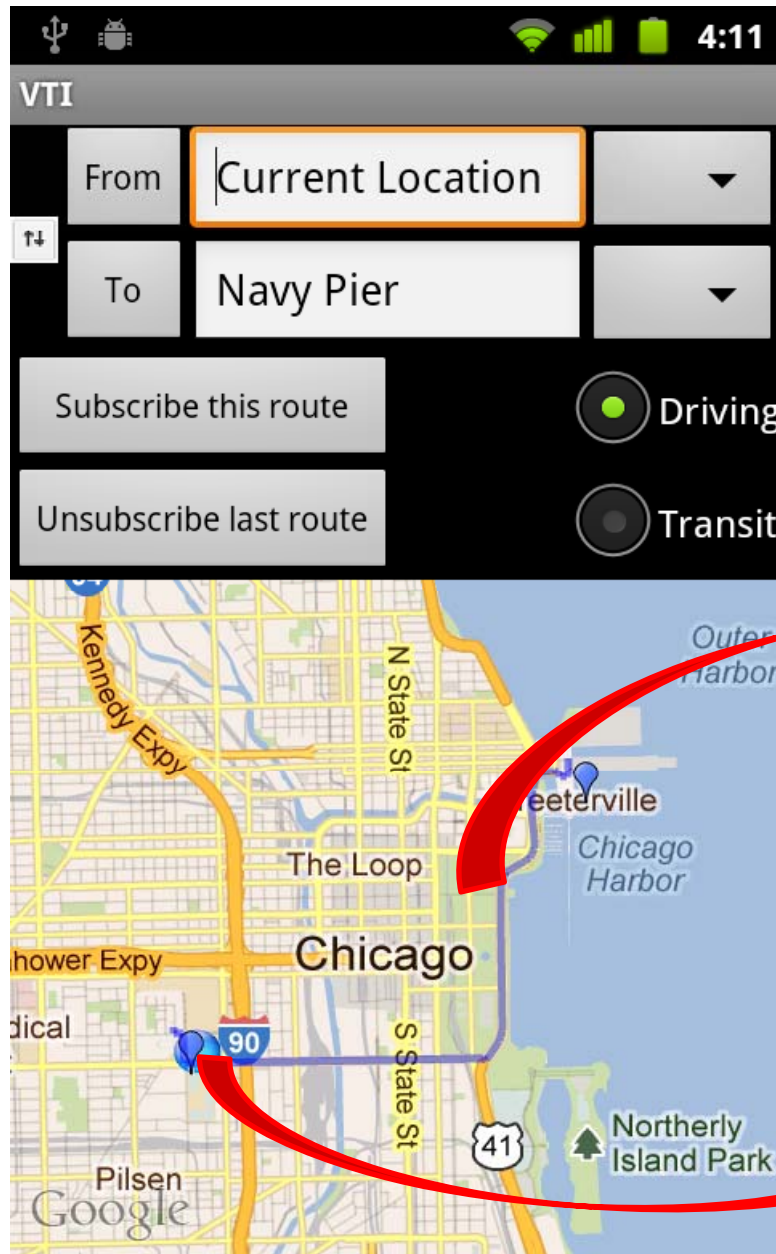 4:11
VTI
From Current Location
To Navy Pier
Subscribe this route
Driving
Unsubscribe last route
Transit
Kennedy Expy
N State St
Outer
Harbor
eeterville
The Loop
Chicago
Harbor
Chicago
hower Expy
dical
90
S State St
41
Northerly
Island Park
Pilsen
Google